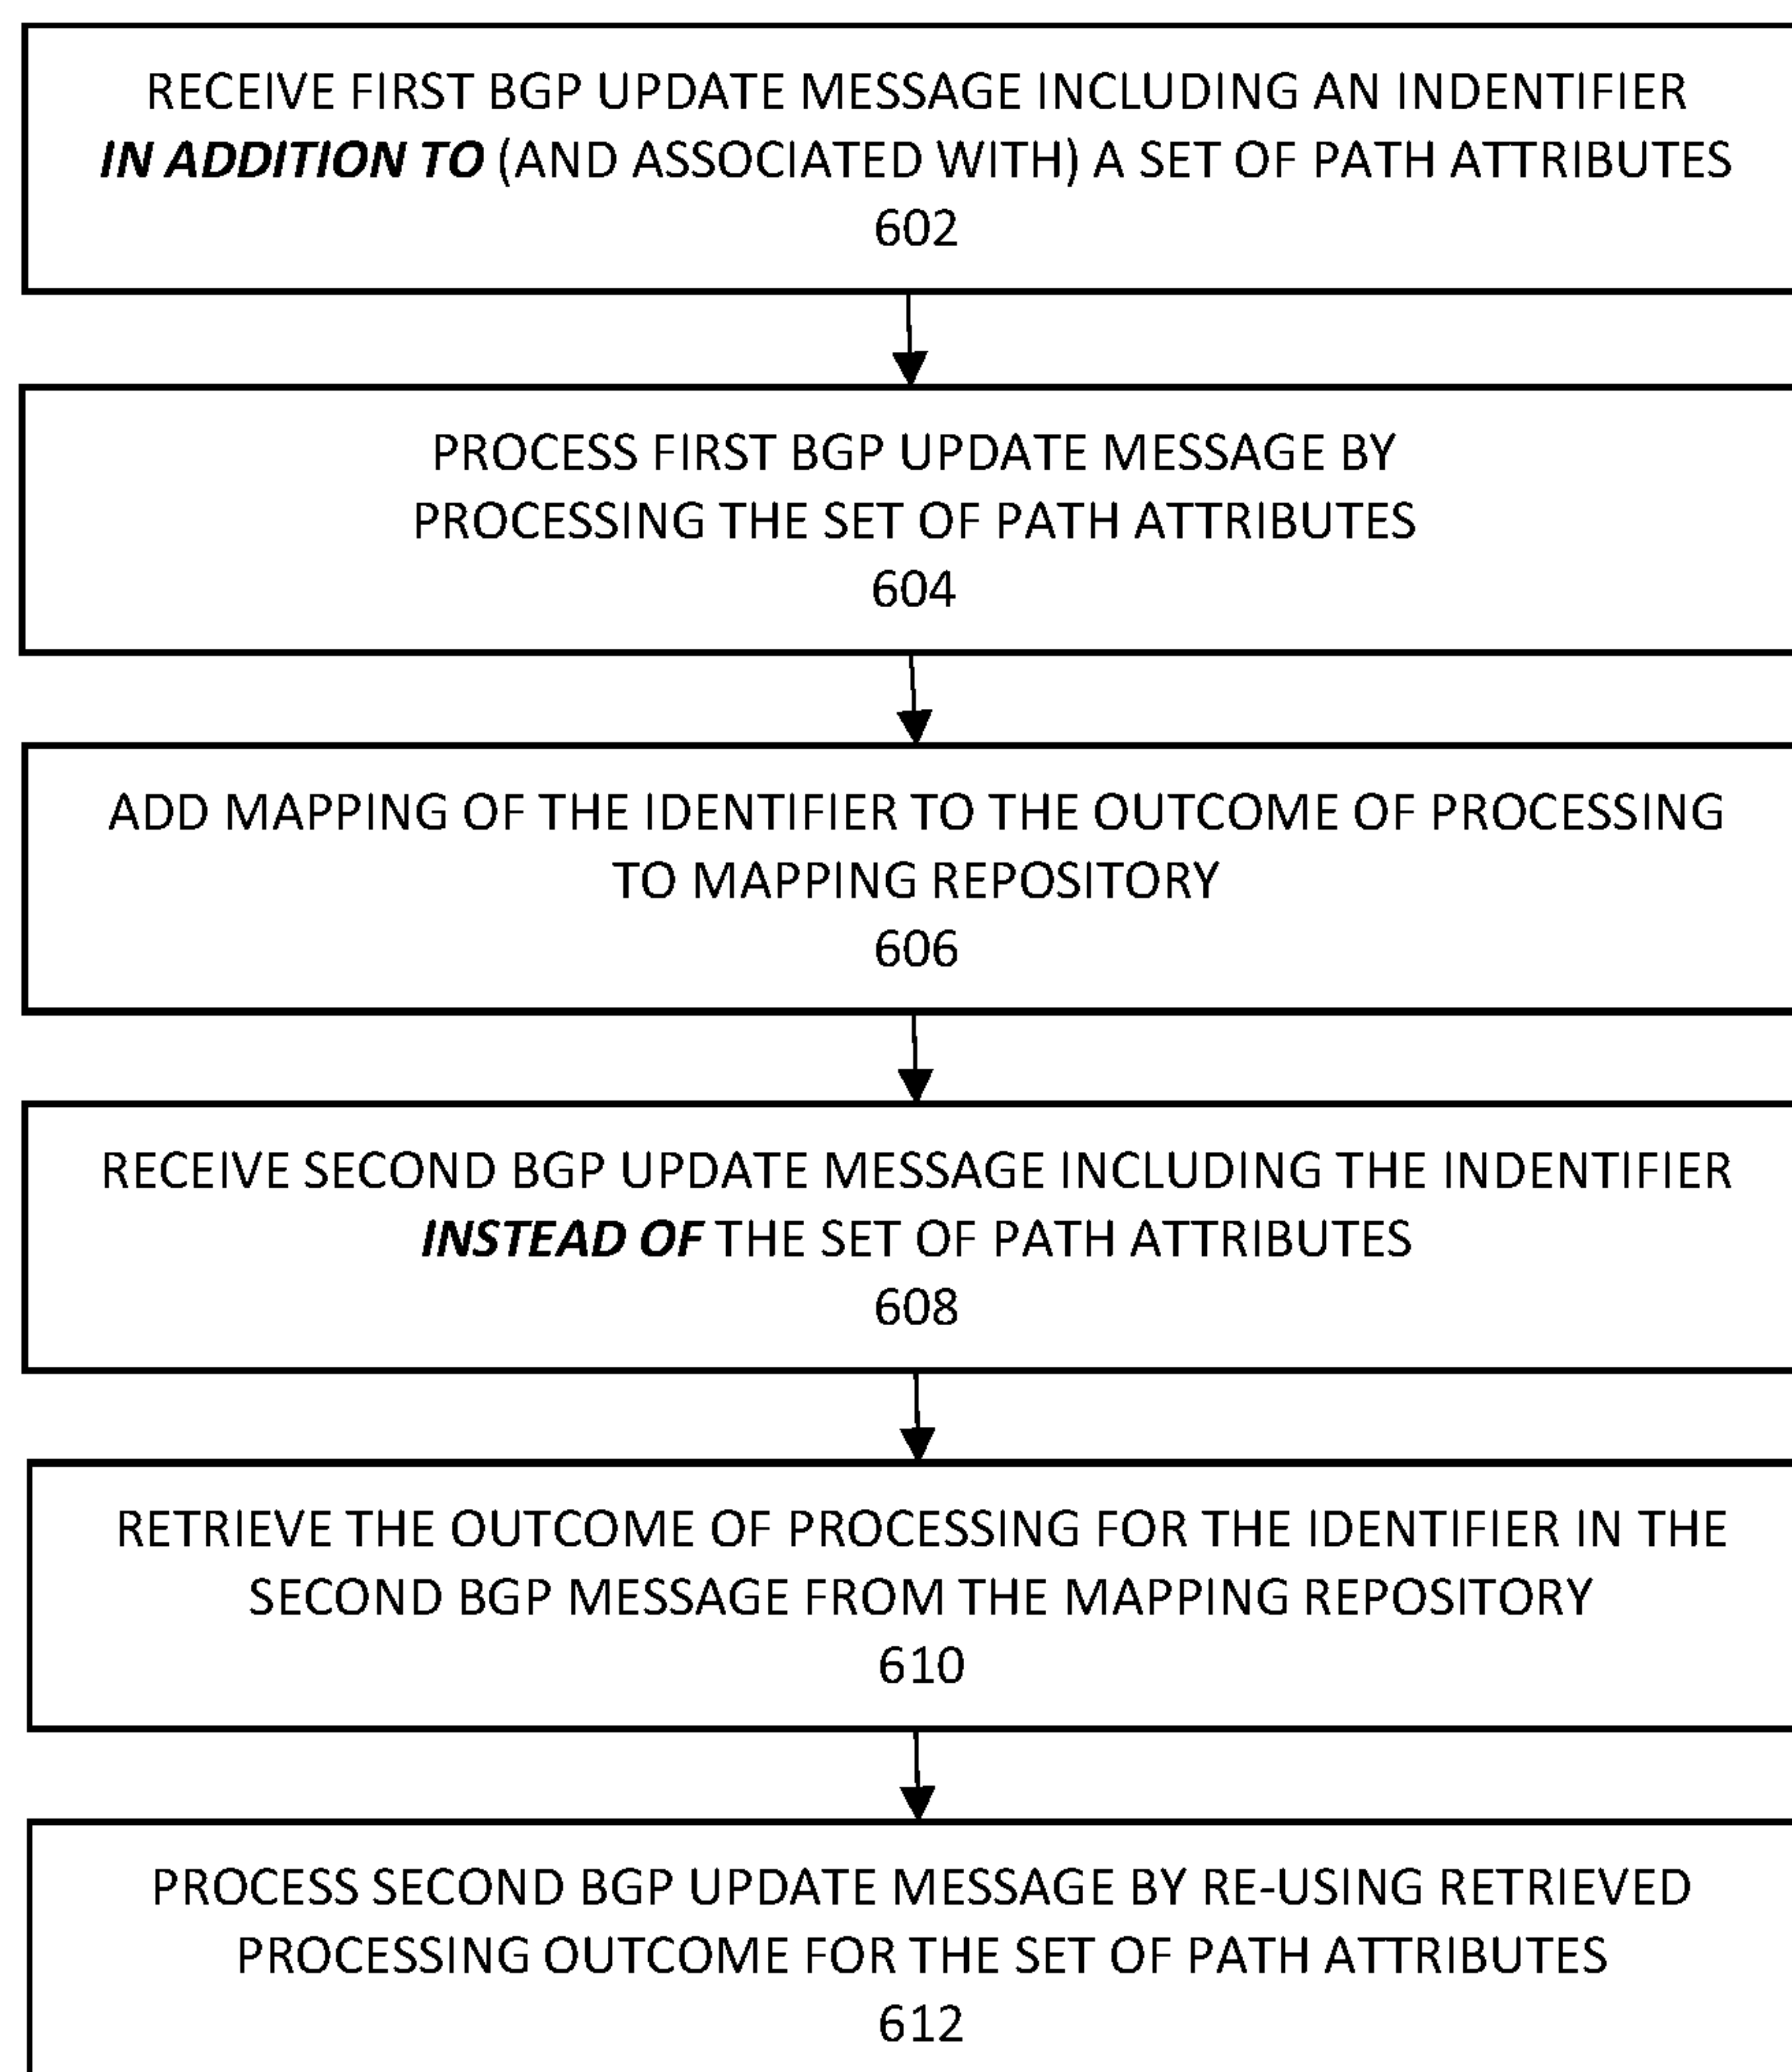 RECEIVE FIRST BGP UPDATE MESSAGE INCLUDING AN INDENTIFIER
IN ADDITION TO (AND ASSOCIATED WITH) A SET OF PATH ATTRIBUTES
602
PROCESS FIRST BGP UPDATE MESSAGE BY
PROCESSING THE SET OF PATH ATTRIBUTES
604
ADD MAPPING OF THE IDENTIFIER TO THE OUTCOME OF PROCESSING
TO MAPPING REPOSITORY
606
RECEIVE SECOND BGP UPDATE MESSAGE INCLUDING THE INDENTIFIER
INSTEAD OF THE SET OF PATH ATTRIBUTES
608
RETRIEVE THE OUTCOME OF PROCESSING FOR THE IDENTIFIER IN THE
SECOND BGP MESSAGE FROM THE MAPPING REPOSITORY
610
PROCESS SECOND BGP UPDATE MESSAGE BY RE-USING RETRIEVED
PROCESSING OUTCOME FOR THE SET OF PATH ATTRIBUTES
612